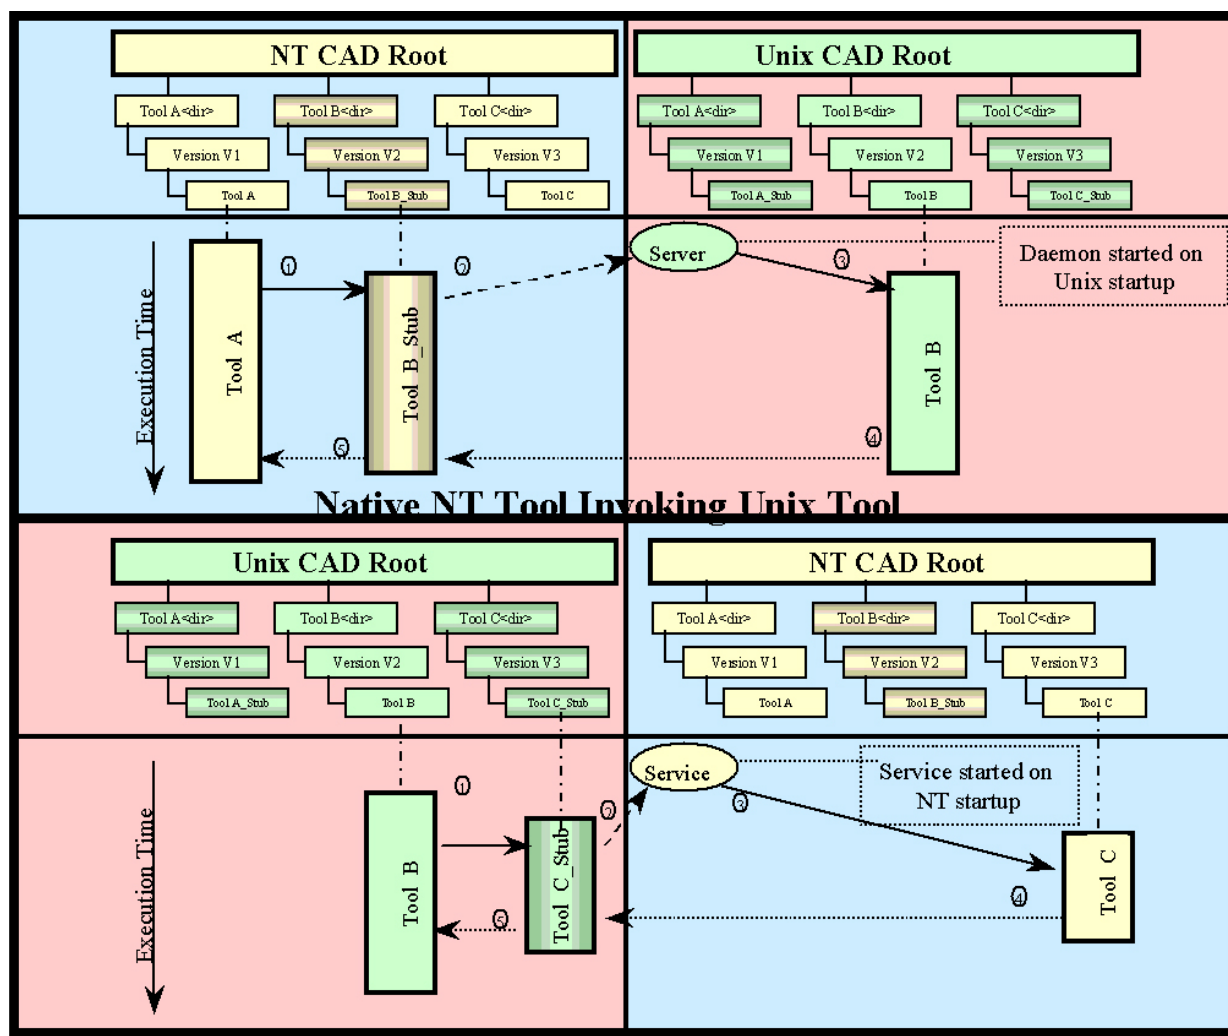 NT CAD Root
Unix CAD Root
Tool A<dir>
Tool B<dir>
Tool C<dir>
Tool A<dir>
Tool B<dir>
Tool C<dir>
Version V1
Version V2
Version V3
Version V1
Version V2
Version V3
Tool A
Tool B_Stub
Tool C
Tool A_Stub
Tool B
Tool C_Stub
Execution Time
Tool A
1
Tool B_Stub
2
Server
3
Tool B
Daemon started on
Unix startup
4
5
Native NT Tool Invoking Unix Tool
Unix CAD Root
NT CAD Root
Tool A<dir>
Tool B<dir>
Tool C<dir>
Tool A<dir>
Tool B<dir>
Tool C<dir>
Version V1
Version V2
Version V3
Version V1
Version V2
Version V3
Tool A_Stub
Tool B
Tool C_Stub
Tool A
Tool B_Stub
Tool C
Execution Time
Tool B
1
Tool C_Stub
2
Service
3
Service started on
NT startup
Tool C
4
5